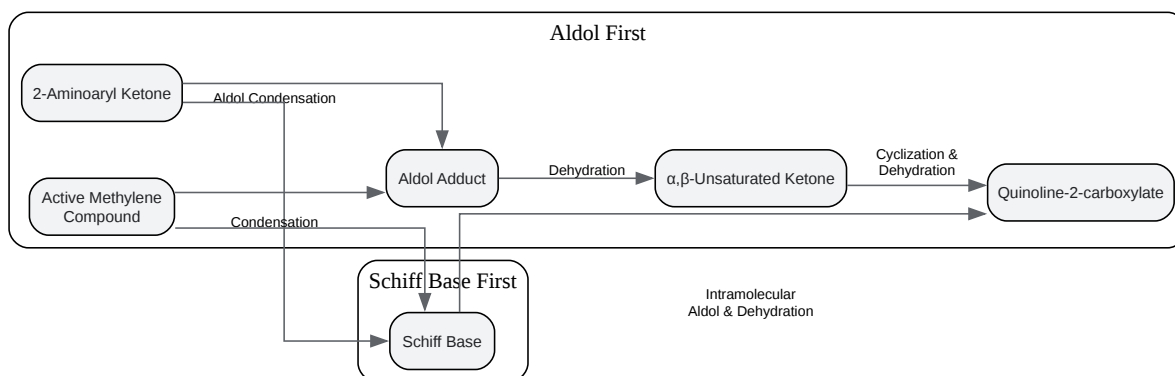 Aldol First
2-Aminoaryl Ketone
Aldol Condensation
Active Methylene
Compound
Condensation
Aldol Adduct
Dehydration
α,β-Unsaturated Ketone
Cyclization &
Dehydration
Quinoline-2-carboxylate
Schiff Base First
Schiff Base
Intramolecular
Aldol & Dehydration